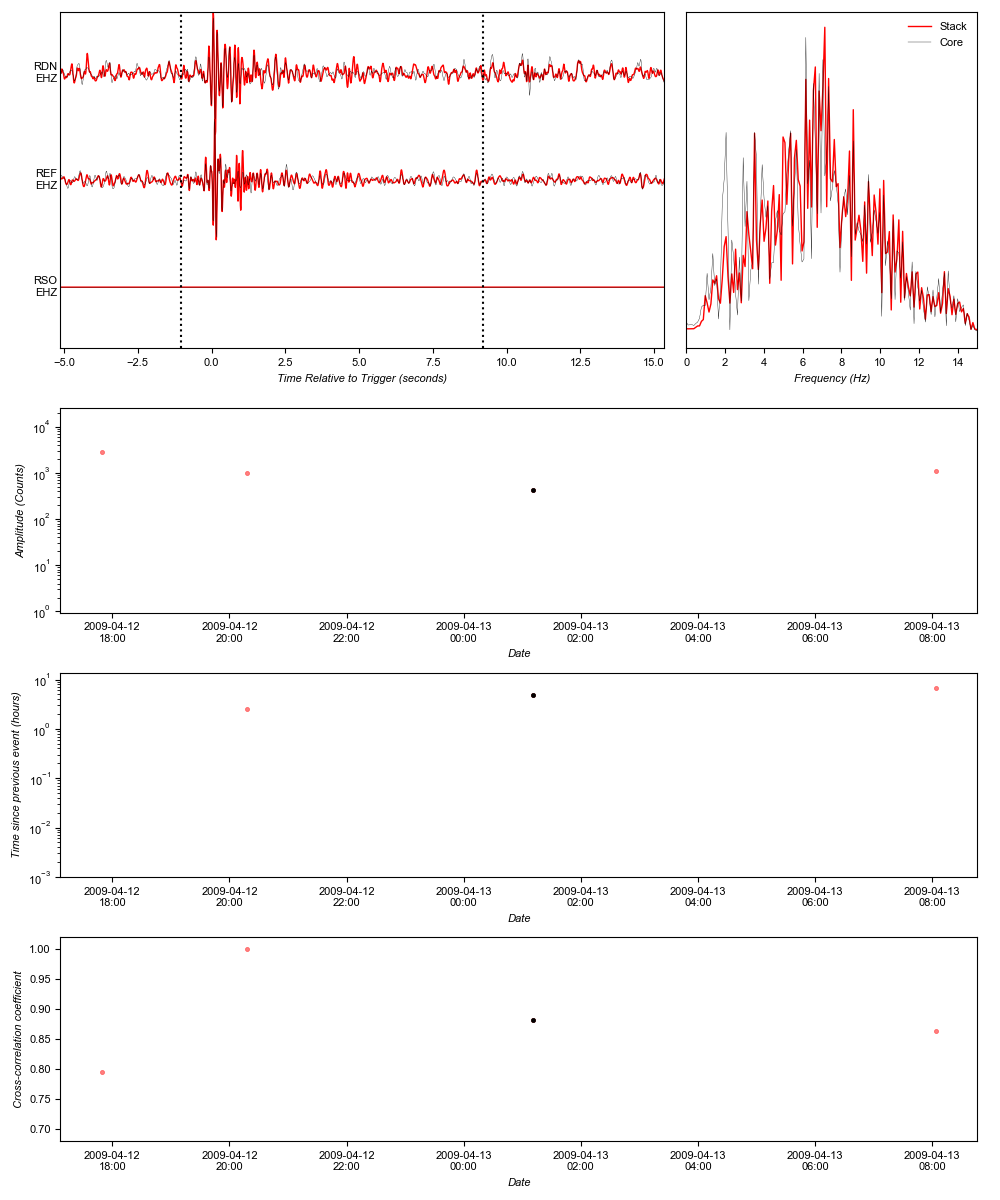 RDN
EHZ
REF
EHZ
RSO
EHZ
−5.0 −2.5 0.0 2.5 5.0 7.5 10.0 12.5 15.0
Time Relative to Trigger (seconds)
Stack
Core
0 2 4 6 8 10 12 14
Frequency (Hz)
10^4
10^3
10^2
10^1
10^0
Amplitude (Counts)
2009-04-12 2009-04-12 2009-04-12 2009-04-13 2009-04-13 2009-04-13 2009-04-13 2009-04-13
18:00 20:00 22:00 00:00 02:00 04:00 06:00 08:00
Date
10^1
10^0
10^−1
10^−2
10^−3
Time since previous event (hours)
2009-04-12 2009-04-12 2009-04-12 2009-04-13 2009-04-13 2009-04-13 2009-04-13 2009-04-13
18:00 20:00 22:00 00:00 02:00 04:00 06:00 08:00
Date
1.00
0.95
0.90
0.85
0.80
0.75
0.70
Cross-correlation coefficient
2009-04-12 2009-04-12 2009-04-12 2009-04-13 2009-04-13 2009-04-13 2009-04-13 2009-04-13
18:00 20:00 22:00 00:00 02:00 04:00 06:00 08:00
Date